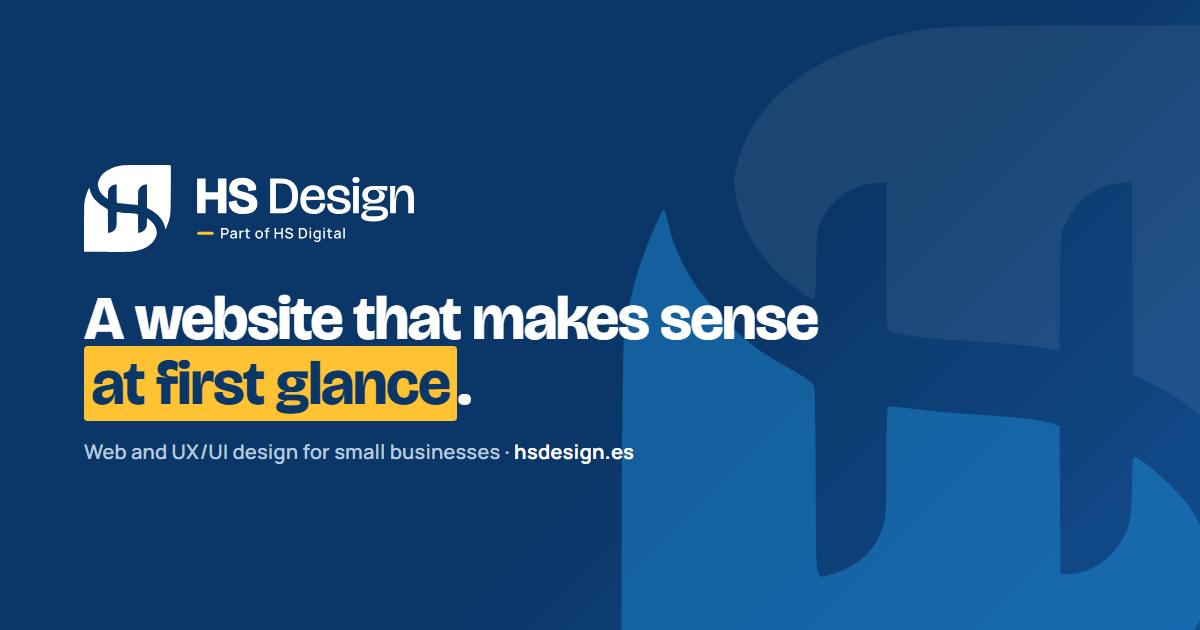 HS Design
Part of HS Digital
A website that makes sense
at first glance.
Web and UX/UI design for small businesses · hsdesign.es